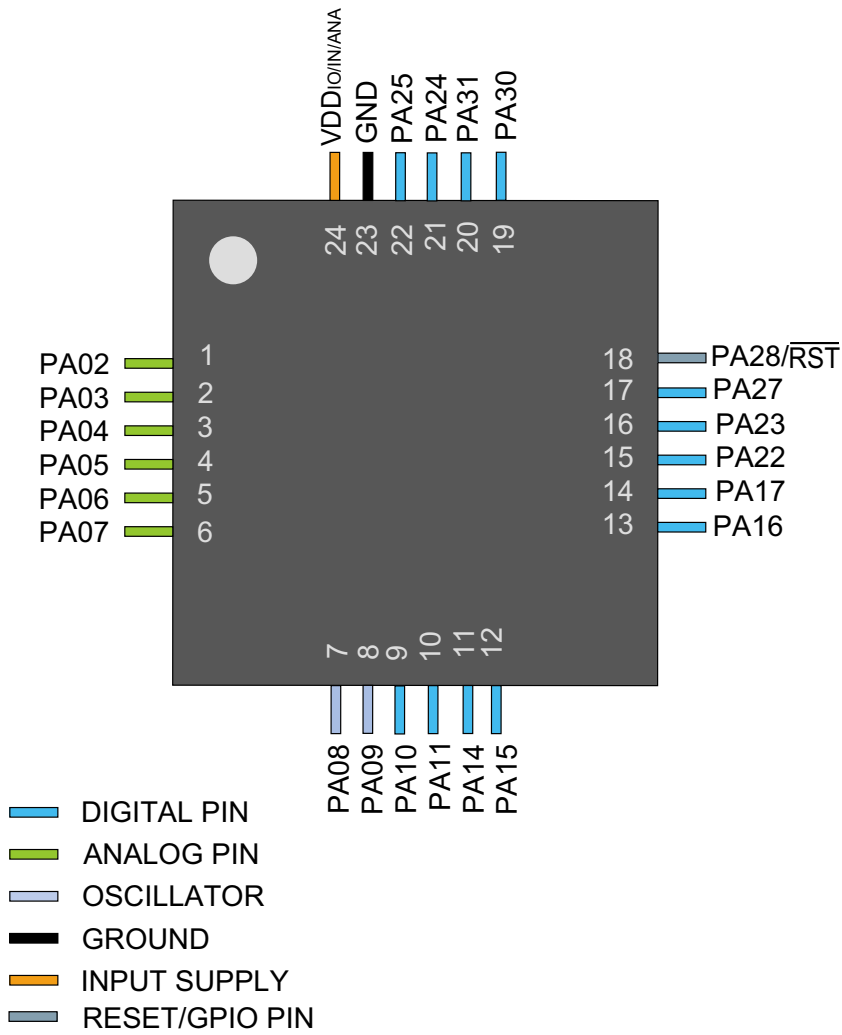 VDDIO/IN/ANA
GND
PA25
PA24
PA31
PA30
24
23
22
21
20
19
PA02 1
PA03 2
PA04 3
PA05 4
PA06 5
PA07 6
18 PA28/RST
17 PA27
16 PA23
15 PA22
14 PA17
13 PA16
7
8
9
10
11
12
PA08
PA09
PA10
PA11
PA14
PA15
DIGITAL PIN
ANALOG PIN
OSCILLATOR
GROUND
INPUT SUPPLY
RESET/GPIO PIN